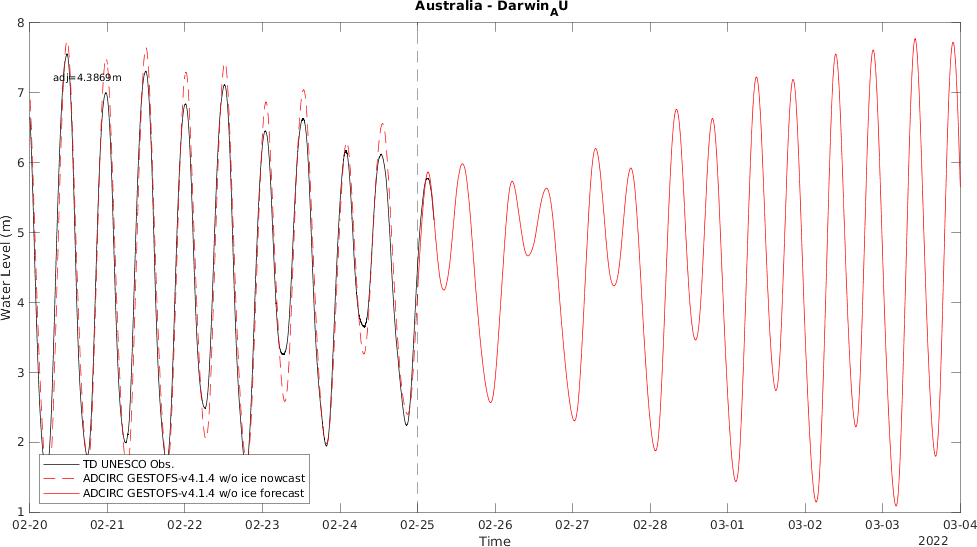 Australia - DarwinAU
8
7
6
5
4
3
2
1
Water Level (m)
adj=4.3869m
TD UNESCO Obs.
ADCIRC GESTOFS-v4.1.4 w/o ice nowcast
ADCIRC GESTOFS-v4.1.4 w/o ice forecast
02-20 02-21 02-22 02-23 02-24 02-25 02-26 02-27 02-28 03-01 03-02 03-03 03-04
Time
2022